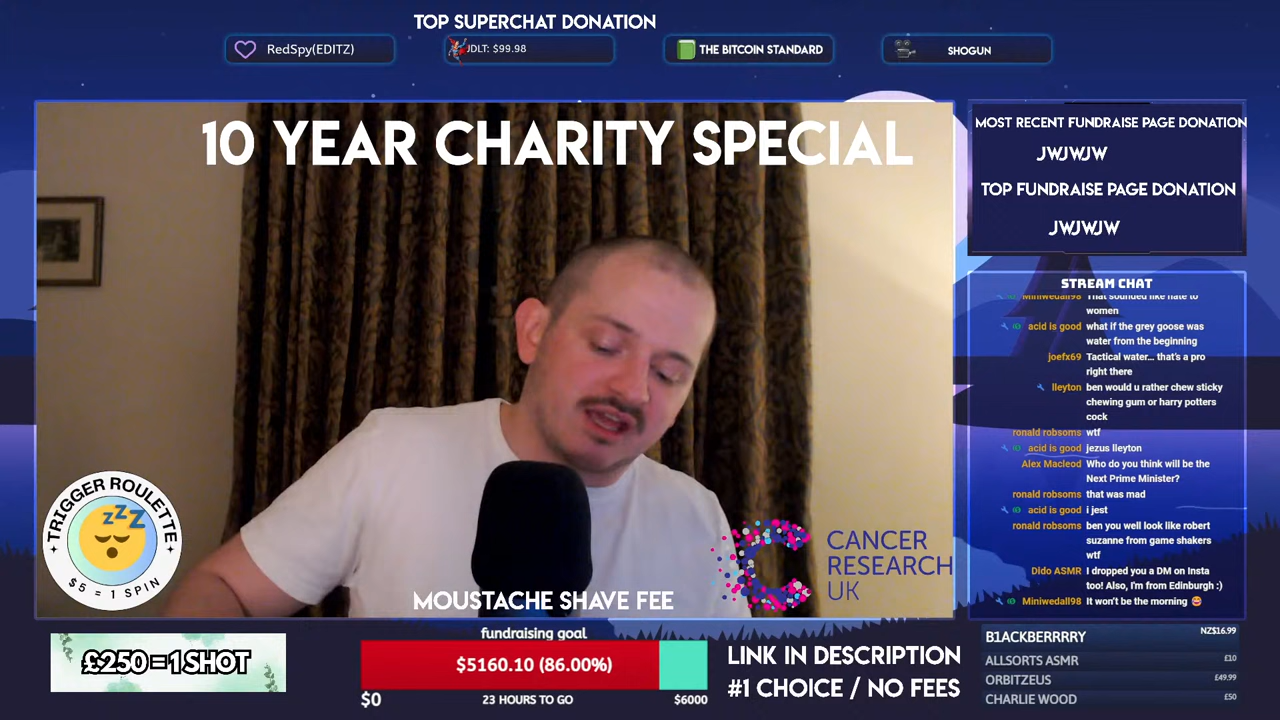 TOP SUPERCHAT DONATION
RedSpy(EDITZ)
JDLT: $99.98
THE BITCOIN STANDARD
SHOGUN
10 YEAR CHARITY SPECIAL
MOST RECENT FUNDRAISE PAGE DONATION
JWJWJW
TOP FUNDRAISE PAGE DONATION
JWJWJW
STREAM CHAT
Miniwedall98 That sounded like hate to
women
acid is good what if the grey goose was
water from the beginning
joefx69 Tactical water... that's a pro
right there
lleyton ben would u rather chew sticky
chewing gum or harry potters
cock
ronald robsoms wtf
acid is good jezus lleyton
Alex Macleod Who do you think will be the
Next Prime Minister?
ronald robsoms that was mad
acid is good i jest
ronald robsoms ben you well look like robert
suzanne from game shakers
wtf
Dido ASMR I dropped you a DM on Insta
too! Also, I'm from Edinburgh :)
Miniwedall98 It won't be the morning 😍
TRIGGER ROULETTE
zzz
$5 = 1 SPIN
CANCER
RESEARCH
UK
MOUSTACHE SHAVE FEE
£250 = 1 SHOT
fundraising goal
$5160.10 (86.00%)
$0
23 HOURS TO GO
$6000
LINK IN DESCRIPTION
#1 CHOICE / NO FEES
B1ACKBERRRRY NZ$16.99
ALLSORTS ASMR £10
ORBITZEUS £49.99
CHARLIE WOOD £50